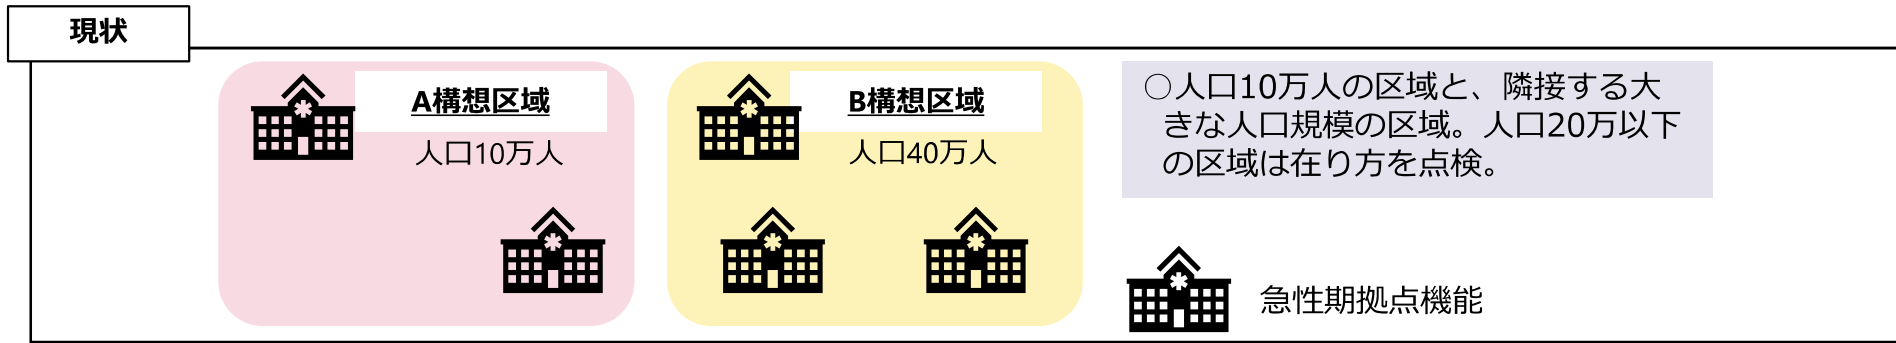 現状
A構想区域
人口10万人
B構想区域
人口40万人
○人口10万人の区域と、隣接する大
きな人口規模の区域。人口20万以下
の区域は在り方を点検。
急性期拠点機能